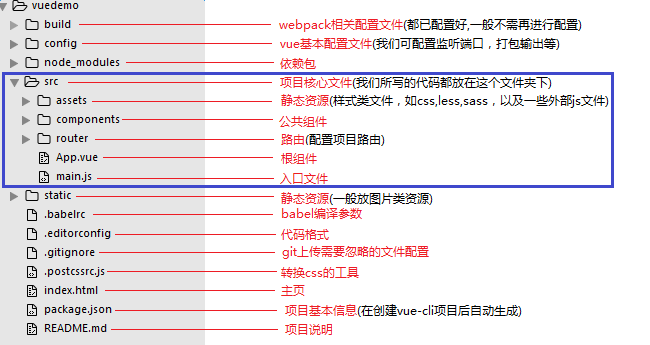 vuedemo
build webpack相关配置文件(都已配置好,一般不需再进行配置)
config vue基本配置文件(我们可配置监听端口，打包输出等)
node_modules 依赖包
src 项目核心文件(我们所写的代码都放在这个文件夹下)
assets 静态资源(样式类文件，如css,less,sass，以及一些外部js文件)
components 公共组件
router 路由(配置项目路由)
App.vue 根组件
main.js 入口文件
static 静态资源(一般放图片类资源)
.babelrc babel编译参数
.editorconfig 代码格式
.gitignore git上传需要忽略的文件配置
.postcssrc.js 转换css的工具
index.html 主页
package.json 项目基本信息(在创建vue-cli项目后自动生成)
README.md 项目说明